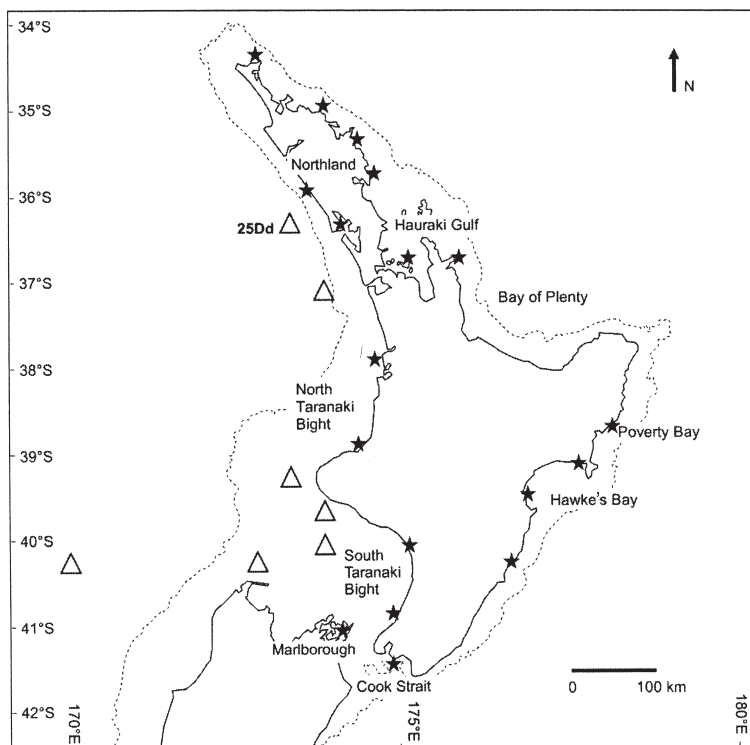 34°S
N
35°S
Northland
36°S
25Dd
Hauraki Gulf
37°S
Bay of Plenty
38°S
North
Taranaki
Bight
Poverty Bay
39°S
Hawke's Bay
40°S
South
Taranaki
Bight
41°S
Marlborough
Cook Strait
0 100 km
42°S
170°E
175°E
180°E